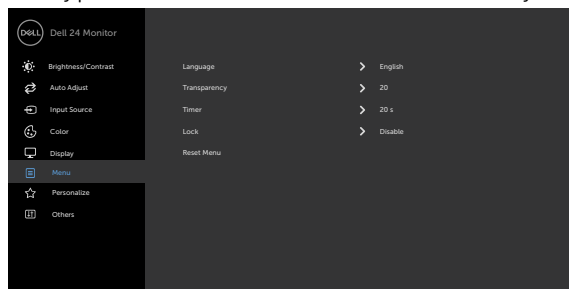 DELL Dell 24 Monitor
Brightness/Contrast
Auto Adjust
Input Source
Color
Display
Menu
Personalize
Others
Language English
Transparency 20
Timer 20 s
Lock Disable
Reset Menu